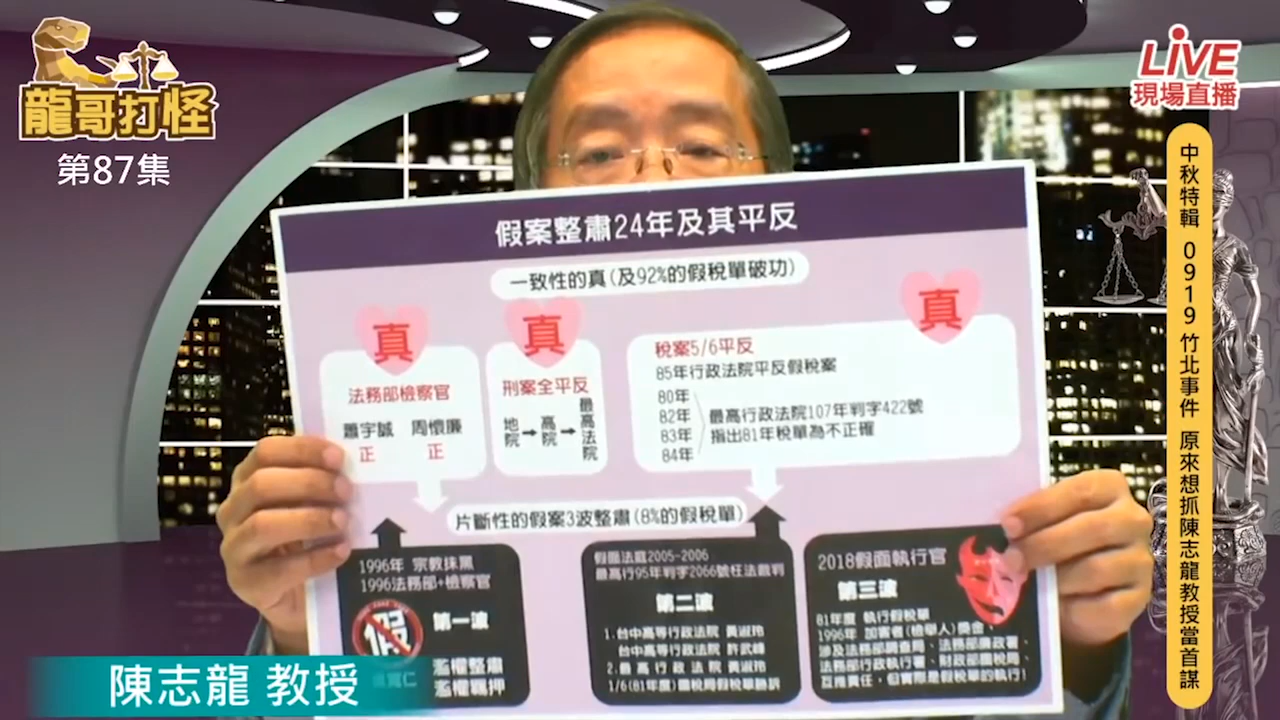 龍哥打怪
第87集
LIVE
現場直播
中秋特輯 0919 竹北事件 原來想抓陳志龍教授當首謀
假案整肅24年及其平反
一致性的真(及92%的假稅單破功)
真
法務部檢察官
蕭宇誠 周懷廉
正 正
真
刑案全平反
地院→高院→最高法院
真
稅案5/6平反
85年行政法院平反假稅案
80年
82年
83年
84年
最高行政法院107年判字422號
指出81年稅單為不正確
片斷性的假案3波整肅(8%的假稅單)
1996年 宗教抹黑
1996法務部+檢察官
假
第一波
濫權整肅
濫權羈押
假面法庭2005-2006
最高行95年判字2066號枉法裁判
第二波
1.台中高等行政法院 黃淑玲
台中高等行政法院 許武峰
2.最高行政法院 黃淑玲
1/6(81年度)國稅局假稅單勝訴
2018假面執行官
第三波
81年度 執行假稅單
1996年 加害者(檢舉人)獎金、
涉及法務部調查局、法務部廉政署、
法務部行政執行署、財政部國稅局、
互推責任,但實際是假稅單的執行!
陳志龍 教授